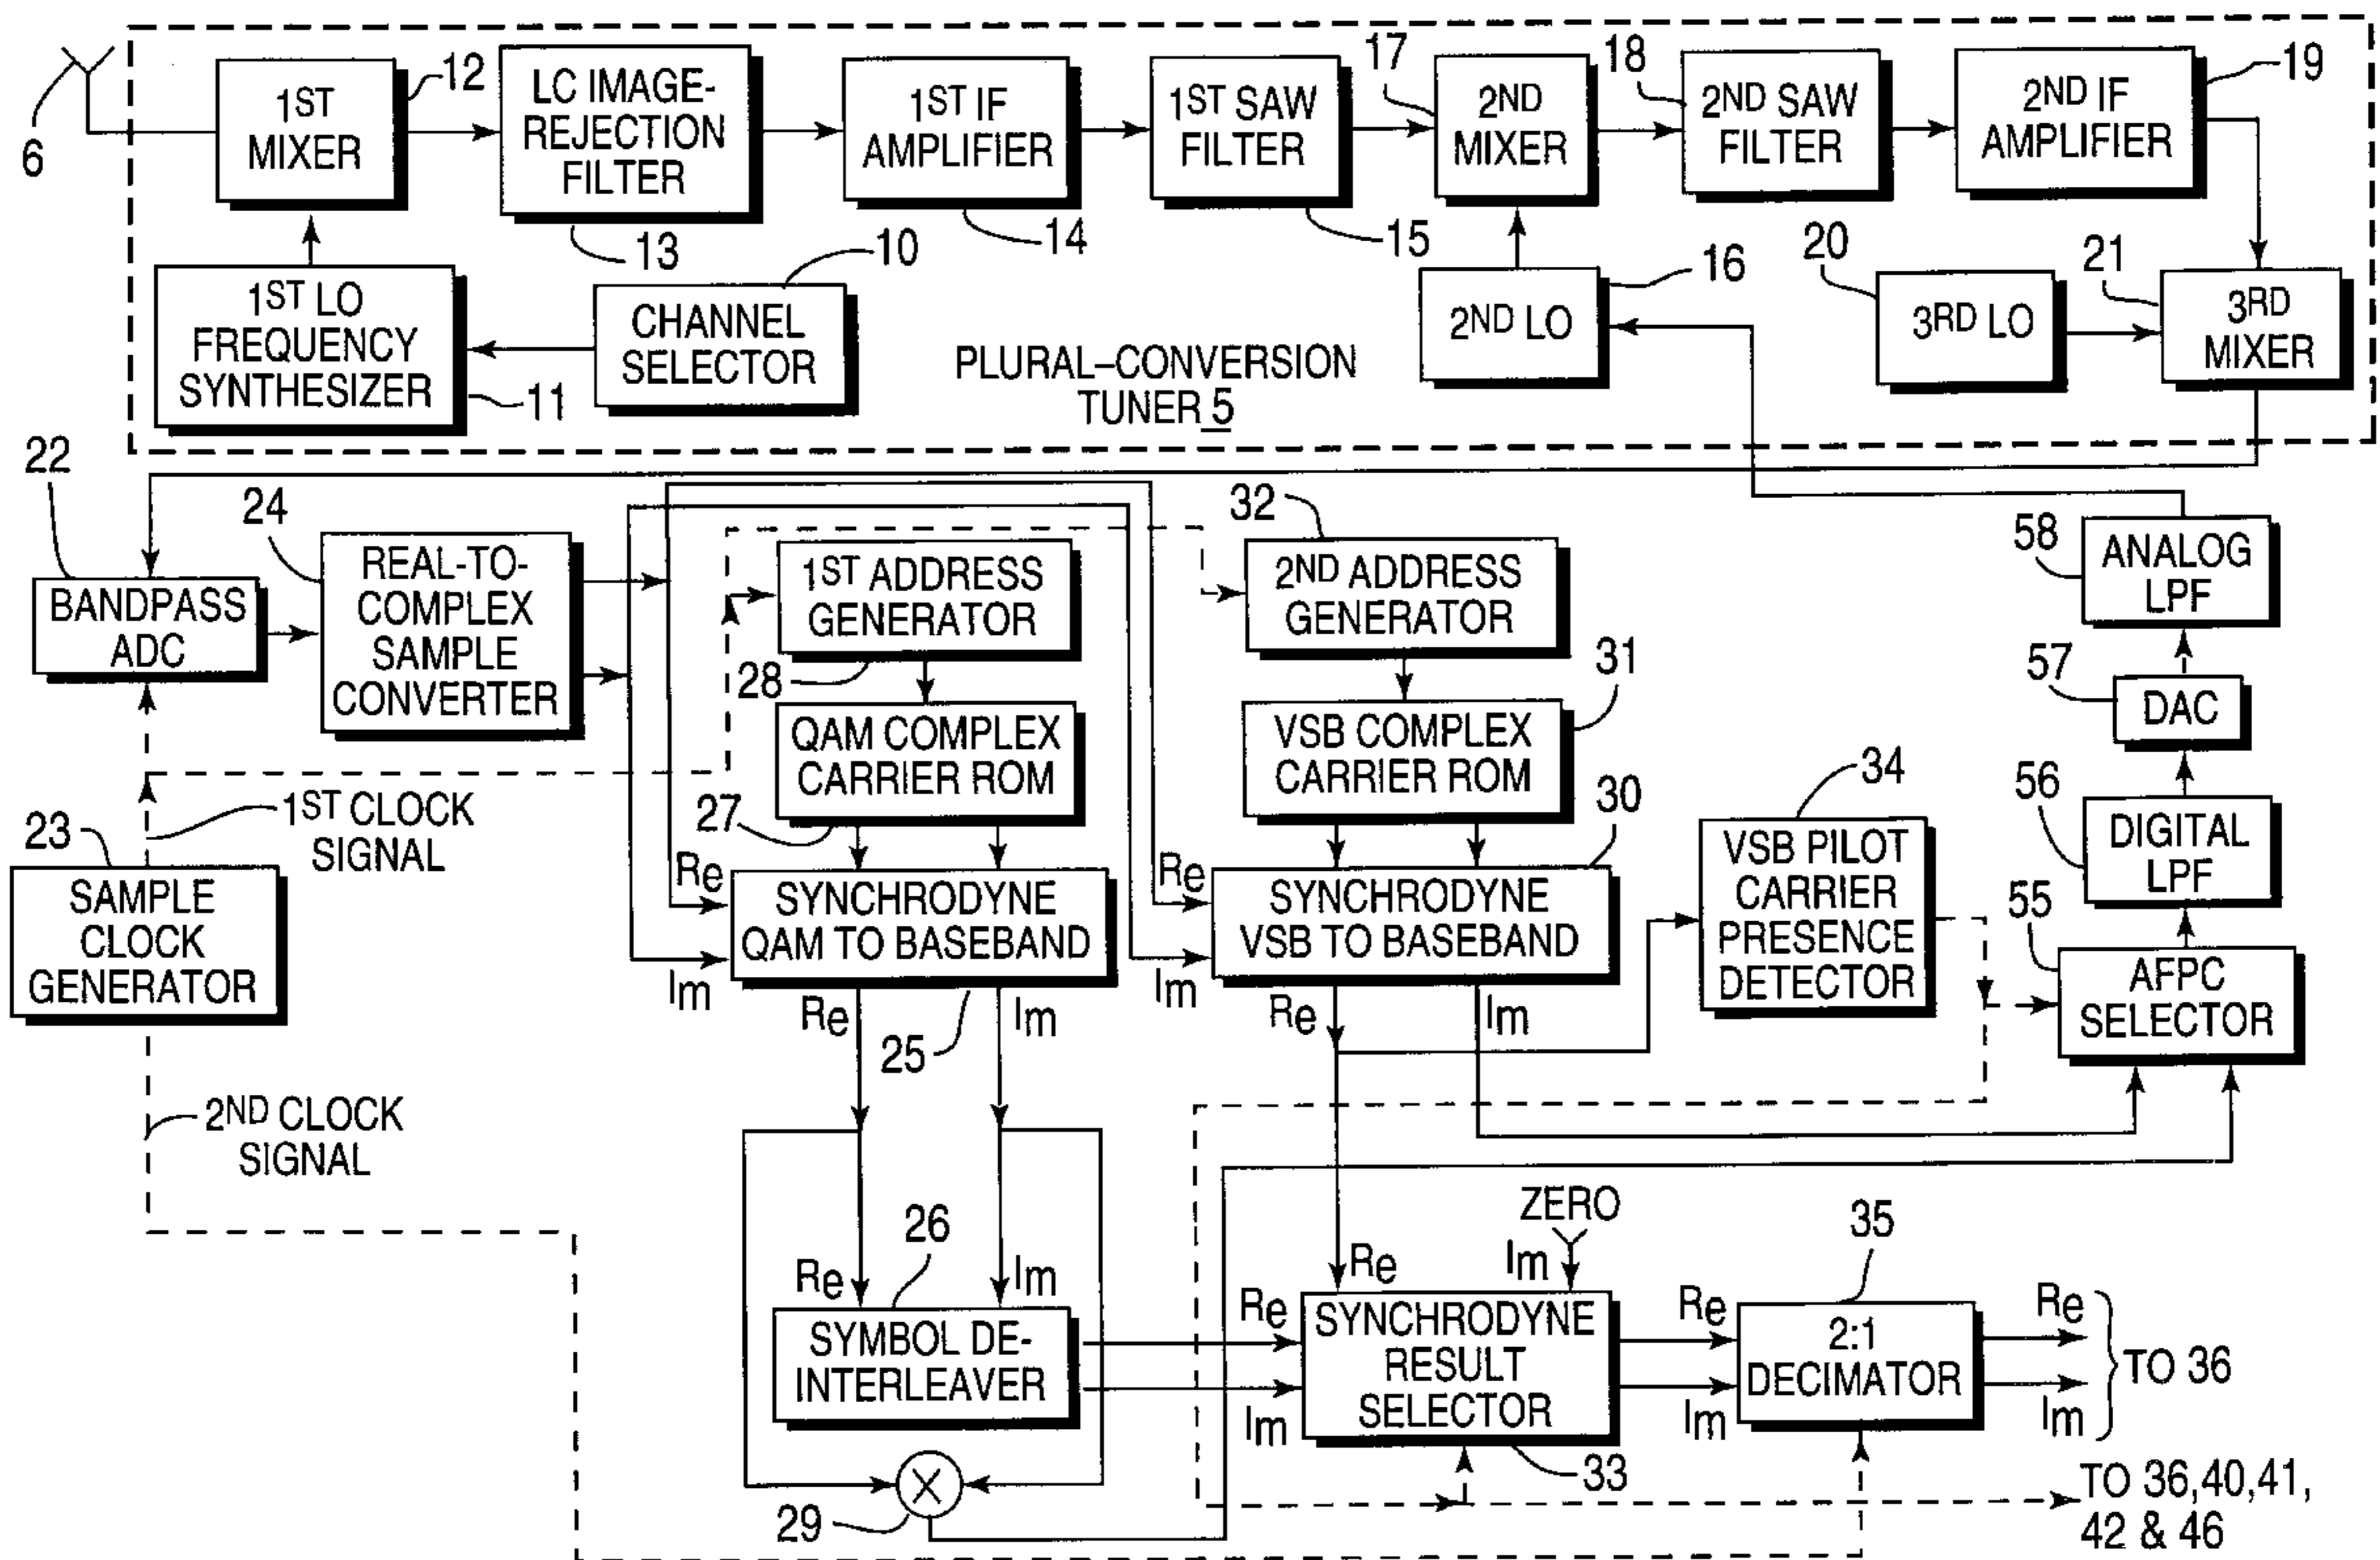 6
1ST
MIXER
12
LC IMAGE-
REJECTION
FILTER
13
1ST IF
AMPLIFIER
14
1ST SAW
FILTER
15
17
2ND
MIXER
18
2ND SAW
FILTER
2ND IF
AMPLIFIER
19
1ST LO
FREQUENCY
SYNTHESIZER
11
10
CHANNEL
SELECTOR
PLURAL–CONVERSION
TUNER 5
2ND LO
16
20
3RD LO
21
3RD
MIXER
22
BANDPASS
ADC
24
REAL-TO-
COMPLEX
SAMPLE
CONVERTER
1ST ADDRESS
GENERATOR
28
32
2ND ADDRESS
GENERATOR
58
ANALOG
LPF
57
DAC
QAM COMPLEX
CARRIER ROM
27
VSB COMPLEX
CARRIER ROM
31
23
1ST CLOCK
SIGNAL
SAMPLE
CLOCK
GENERATOR
Re
Im
SYNCHRODYNE
QAM TO BASEBAND
25
Re
Im
Re
Im
SYNCHRODYNE
VSB TO BASEBAND
30
Re
Im
34
VSB PILOT
CARRIER
PRESENCE
DETECTOR
56
DIGITAL
LPF
55
AFPC
SELECTOR
2ND CLOCK
SIGNAL
26
Re
Im
SYMBOL DE-
INTERLEAVER
29
X
ZERO
Re
Im
Re
Im
SYNCHRODYNE
RESULT
SELECTOR
33
Re
Im
35
2:1
DECIMATOR
Re
Im
TO 36
TO 36,40,41,
42 & 46